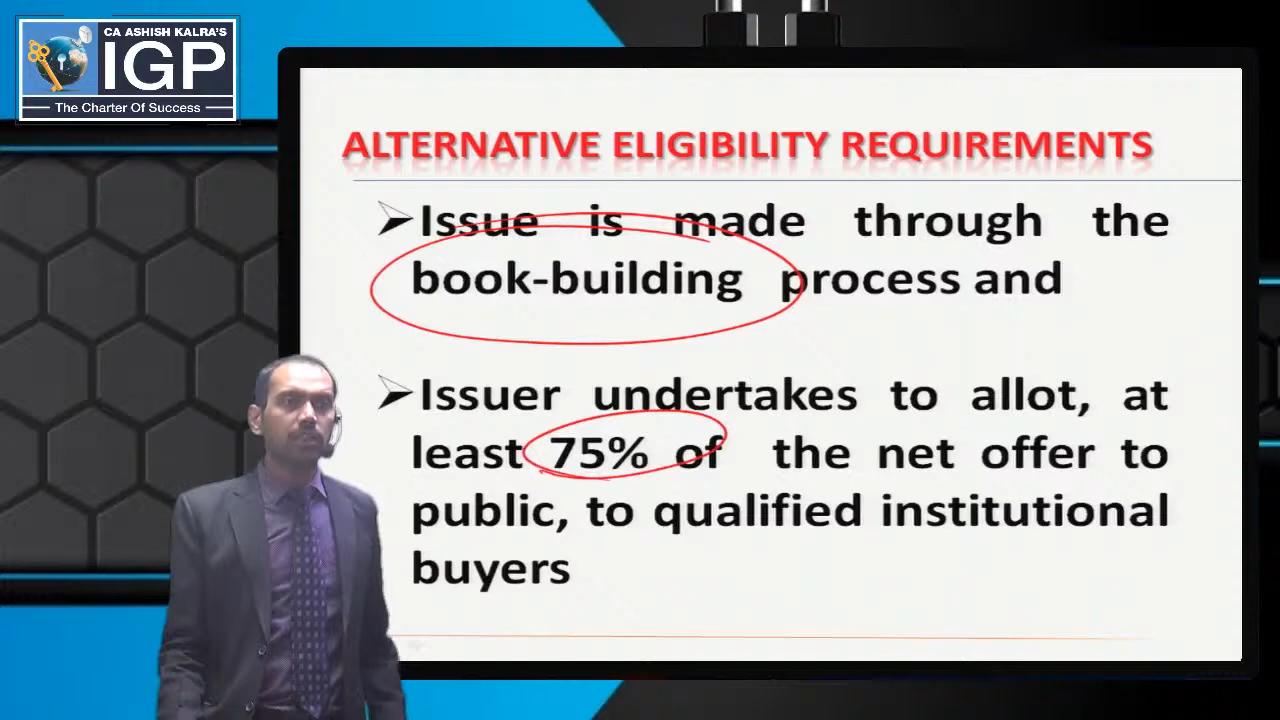 CA ASHISH KALRA'S
IGP
The Charter Of Success
ALTERNATIVE ELIGIBILITY REQUIREMENTS
Issue is made through the
book-building process and
Issuer undertakes to allot, at
least 75% of the net offer to
public, to qualified institutional
buyers